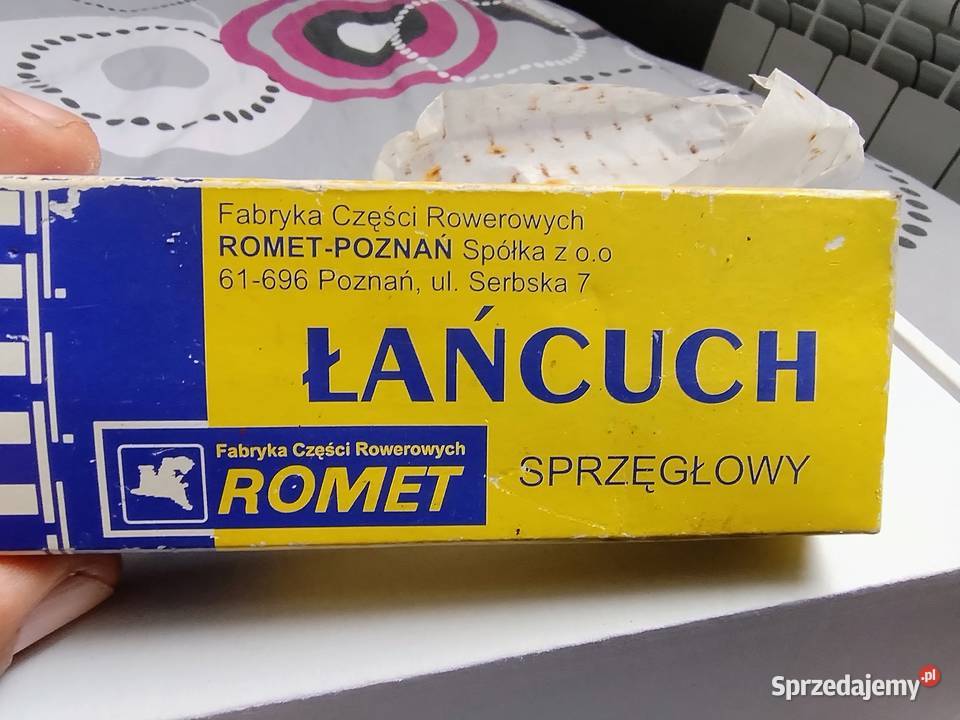 Fabryka Części Rowerowych
ROMET-POZNAŃ Spółka z o.o
61-696 Poznań, ul. Serbska 7
ŁAŃCUCH
Fabryka Części Rowerowych
ROMET
SPRZĘGŁOWY
Sprzedajemy.pl